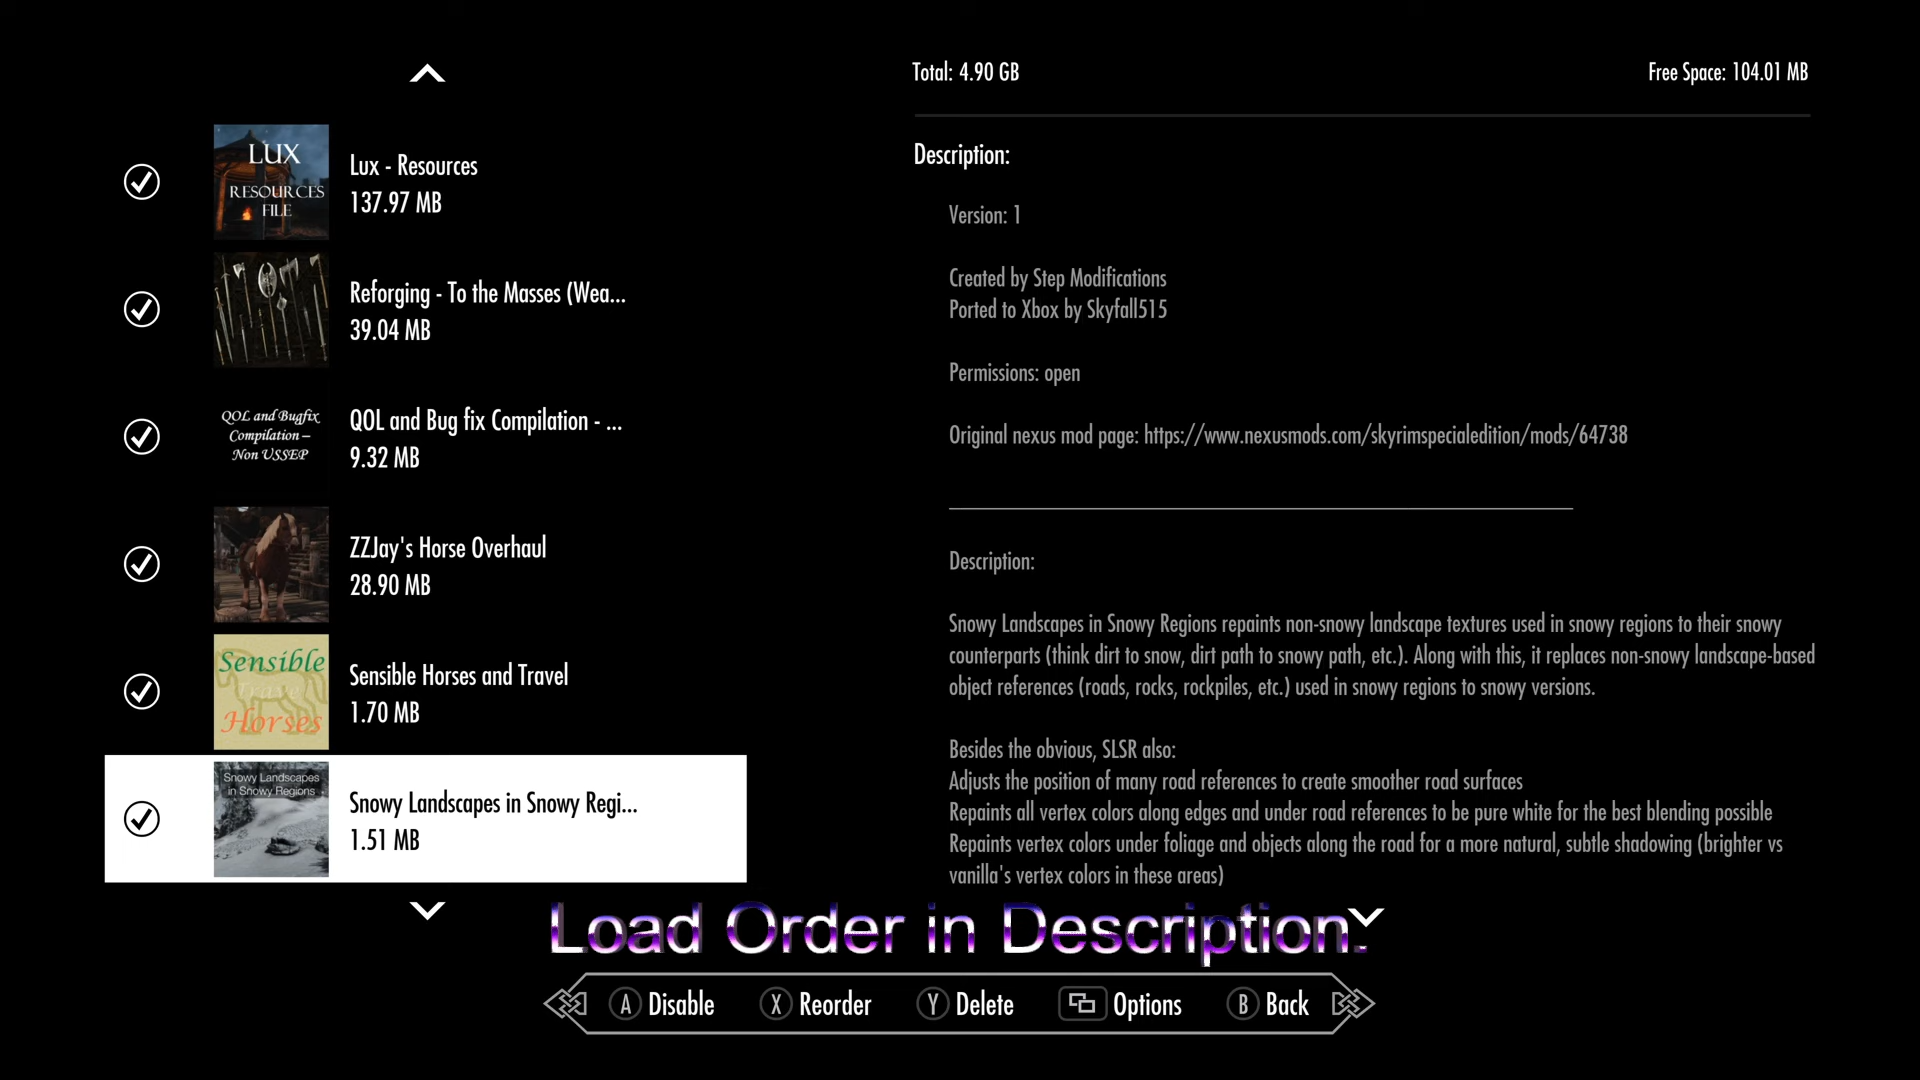 Total: 4.90 GB
Free Space: 104.01 MB
LUX
RESOURCES
FILE
Lux - Resources
137.97 MB
Reforging - To the Masses (Wea...
39.04 MB
QOL and Bugfix
Compilation –
Non USSEP
QOL and Bug fix Compilation - ...
9.32 MB
ZZJay's Horse Overhaul
28.90 MB
Sensible
Travel
Horses
Sensible Horses and Travel
1.70 MB
Snowy Landscapes
in Snowy Regions
Snowy Landscapes in Snowy Regi...
1.51 MB
Description:
Version: 1
Created by Step Modifications
Ported to Xbox by Skyfall515
Permissions: open
Original nexus mod page: https://www.nexusmods.com/skyrimspecialedition/mods/64738
Description:
Snowy Landscapes in Snowy Regions repaints non-snowy landscape textures used in snowy regions to their snowy
counterparts (think dirt to snow, dirt path to snowy path, etc.). Along with this, it replaces non-snowy landscape-based
object references (roads, rocks, rockpiles, etc.) used in snowy regions to snowy versions.
Besides the obvious, SLSR also:
Adjusts the position of many road references to create smoother road surfaces
Repaints all vertex colors along edges and under road references to be pure white for the best blending possible
Repaints vertex colors under foliage and objects along the road for a more natural, subtle shadowing (brighter vs
vanilla's vertex colors in these areas)
Load Order in Description.
A Disable X Reorder Y Delete Options B Back